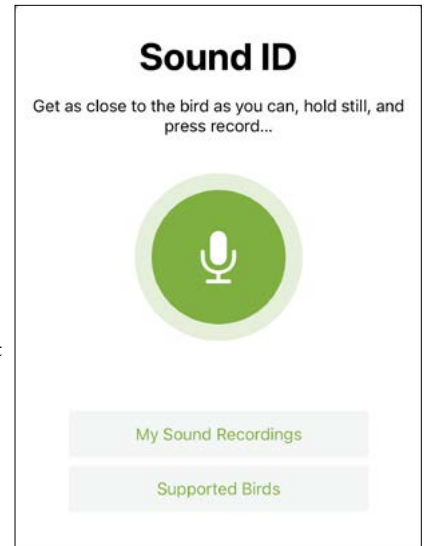 Sound ID
Get as close to the bird as you can, hold still, and
press record...
My Sound Recordings
Supported Birds